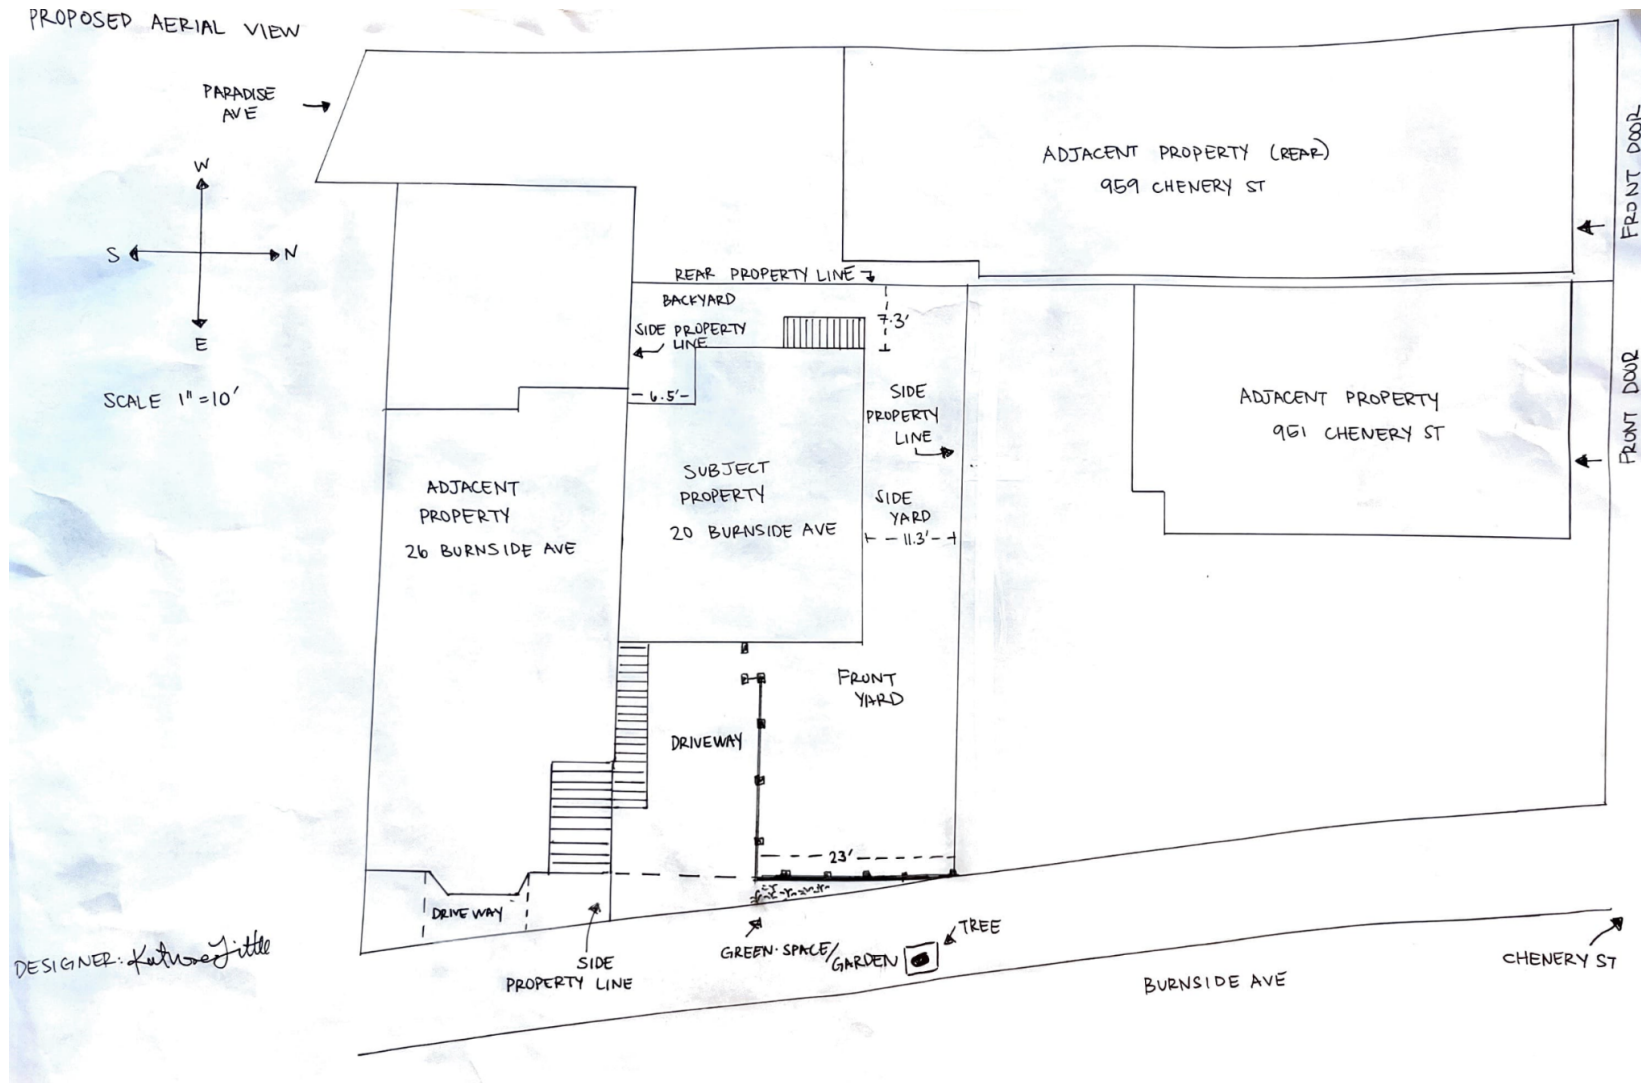 PROPOSED AERIAL VIEW
PARADISE
AVE
W
S
N
E
SCALE 1" = 10'
ADJACENT PROPERTY (REAR)
959 CHENERY ST
FRONT DOOR
REAR PROPERTY LINE
BACKYARD
SIDE PROPERTY
LINE
7.3'
6.5'
SIDE
PROPERTY
LINE
ADJACENT PROPERTY
951 CHENERY ST
FRONT DOOR
ADJACENT
PROPERTY
26 BURNSIDE AVE
SUBJECT
PROPERTY
20 BURNSIDE AVE
SIDE
YARD
11.3'
FRONT
YARD
DRIVEWAY
23'
DRIVEWAY
DESIGNER:
SIDE
PROPERTY LINE
GREEN SPACE/
GARDEN
TREE
BURNSIDE AVE
CHENERY ST